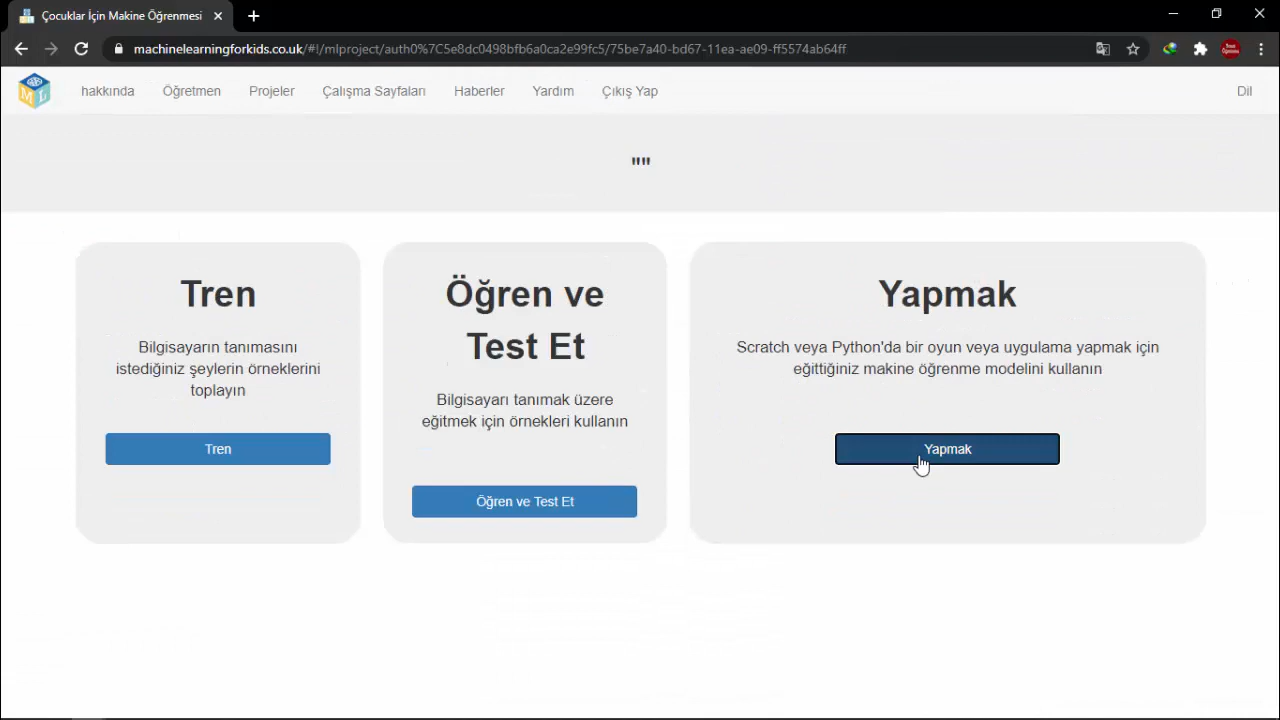 Çocuklar İçin Makine Öğrenmesi
machinelearningforkids.co.uk/#!/mlproject/auth0%7C5e8dc0498bfb6a0ca2e99fc5/75be7a40-bd67-11ea-ae09-ff5574ab64ff
hakkında Öğretmen Projeler Çalışma Sayfaları Haberler Yardım Çıkış Yap Dil
""
Tren
Bilgisayarın tanımasını
istediğiniz şeylerin örneklerini
toplayın
Tren
Öğren ve
Test Et
Bilgisayarı tanımak üzere
eğitmek için örnekleri kullanın
Öğren ve Test Et
Yapmak
Scratch veya Python'da bir oyun veya uygulama yapmak için
eğittiğiniz makine öğrenme modelini kullanın
Yapmak